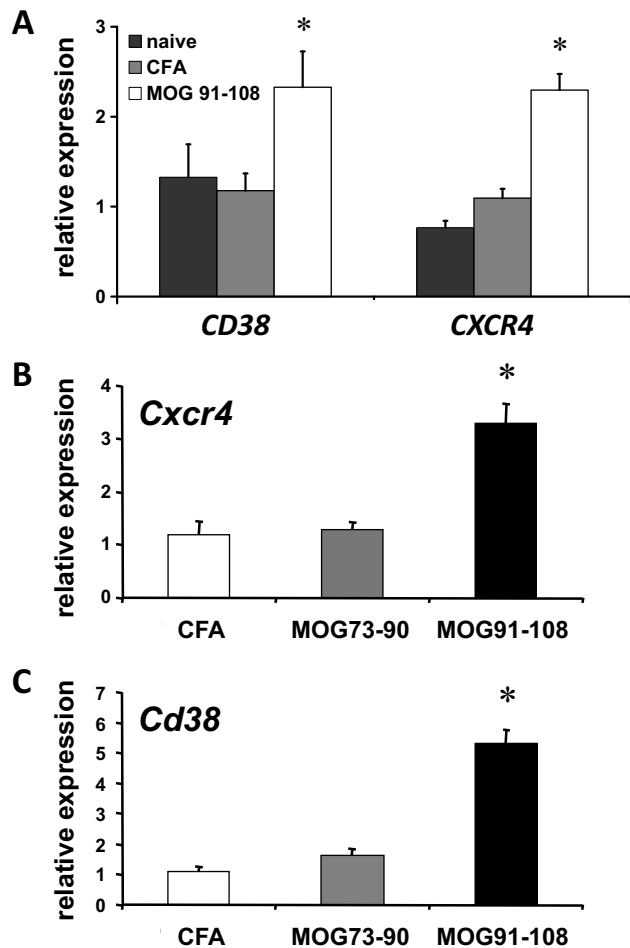 A
naive
CFA
MOG 91-108
*
*
relative expression
3
2
1
0
CD38
CXCR4
B
Cxcr4
*
relative expression
4
3
2
1
0
CFA
MOG73-90
MOG91-108
C
Cd38
*
relative expression
7
6
5
4
3
2
1
0
CFA
MOG73-90
MOG91-108